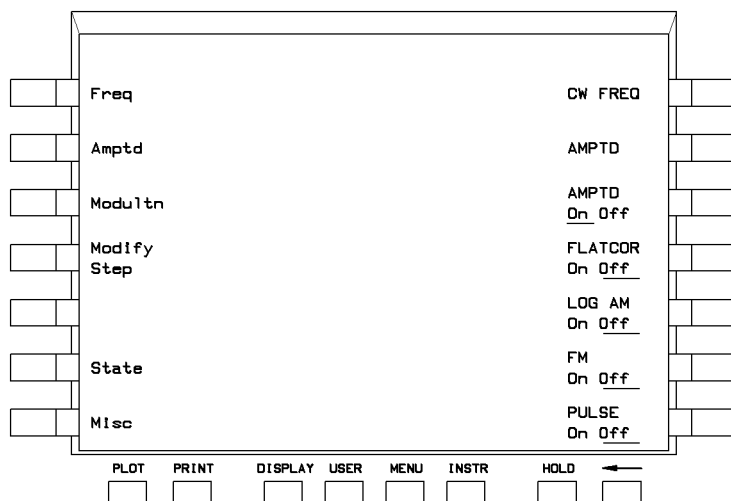 Freq
CW FREQ
Amptd
AMPTD
Modultn
AMPTD
On Off
Modify
Step
FLATCOR
On Off
LOG AM
On Off
State
FM
On Off
Misc
PULSE
On Off
PLOT PRINT DISPLAY USER MENU INSTR HOLD